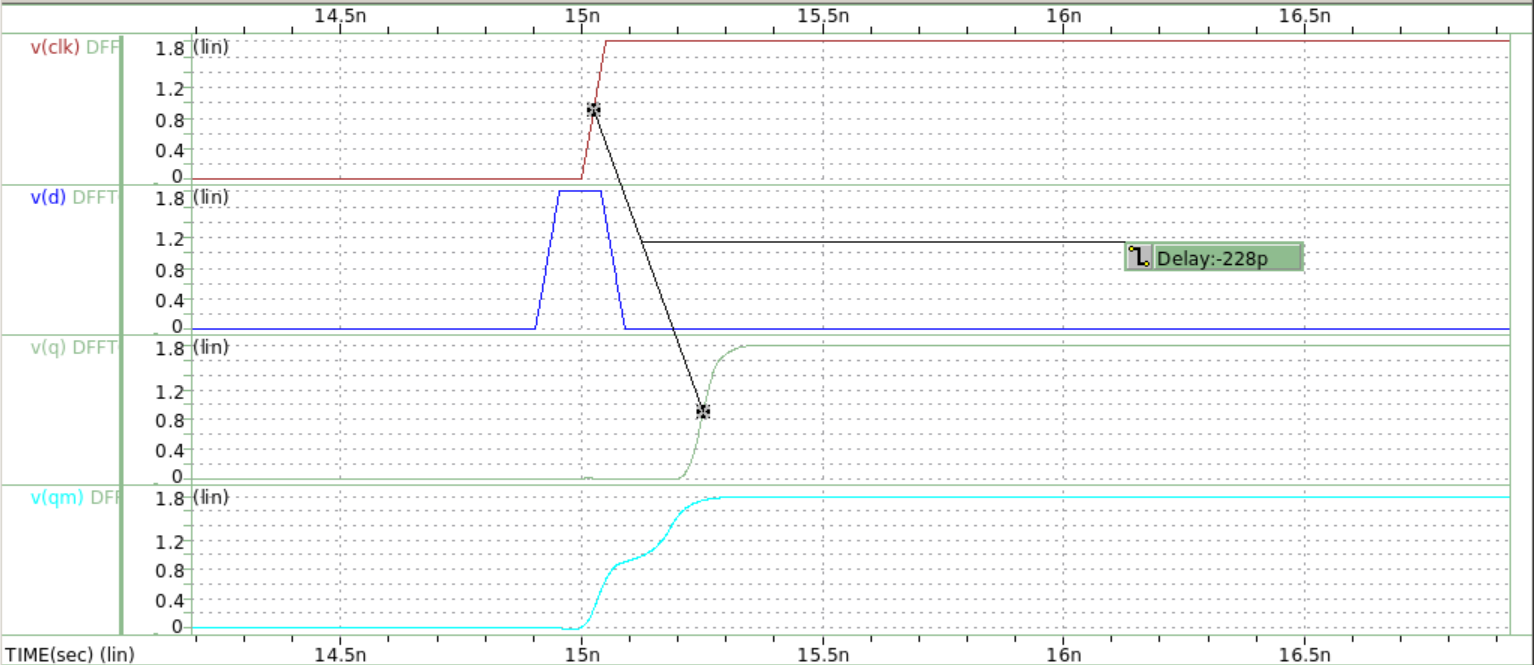 14.5n 15n 15.5n 16n 16.5n
v(clk) DFF 1.8 (lin)
1.2
0.8
0.4
0
v(d) DFFT 1.8 (lin)
1.2
Delay:-228p
0.8
0.4
0
v(q) DFFT 1.8 (lin)
1.2
0.8
0.4
0
v(qm) DFF 1.8 (lin)
1.2
0.8
0.4
0
TIME(sec) (lin) 14.5n 15n 15.5n 16n 16.5n